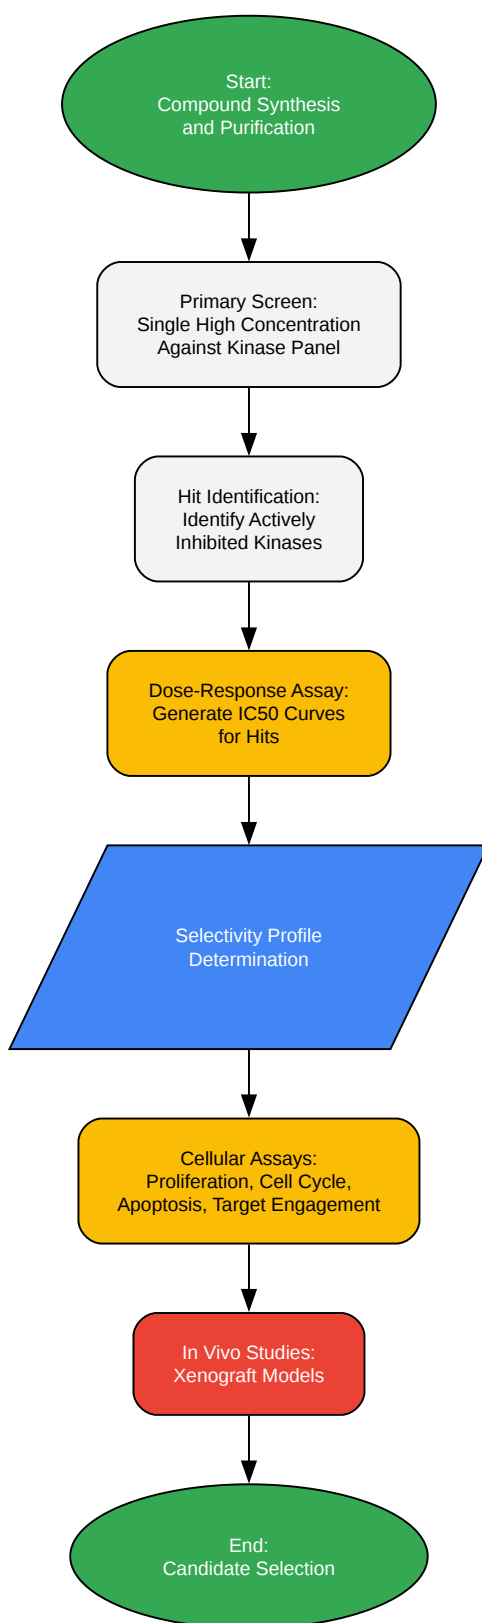 Start:
Compound Synthesis
and Purification
Primary Screen:
Single High Concentration
Against Kinase Panel
Hit Identification:
Identify Actively
Inhibited Kinases
Dose-Response Assay:
Generate IC50 Curves
for Hits
Selectivity Profile
Determination
Cellular Assays:
Proliferation, Cell Cycle,
Apoptosis, Target Engagement
In Vivo Studies:
Xenograft Models
End:
Candidate Selection